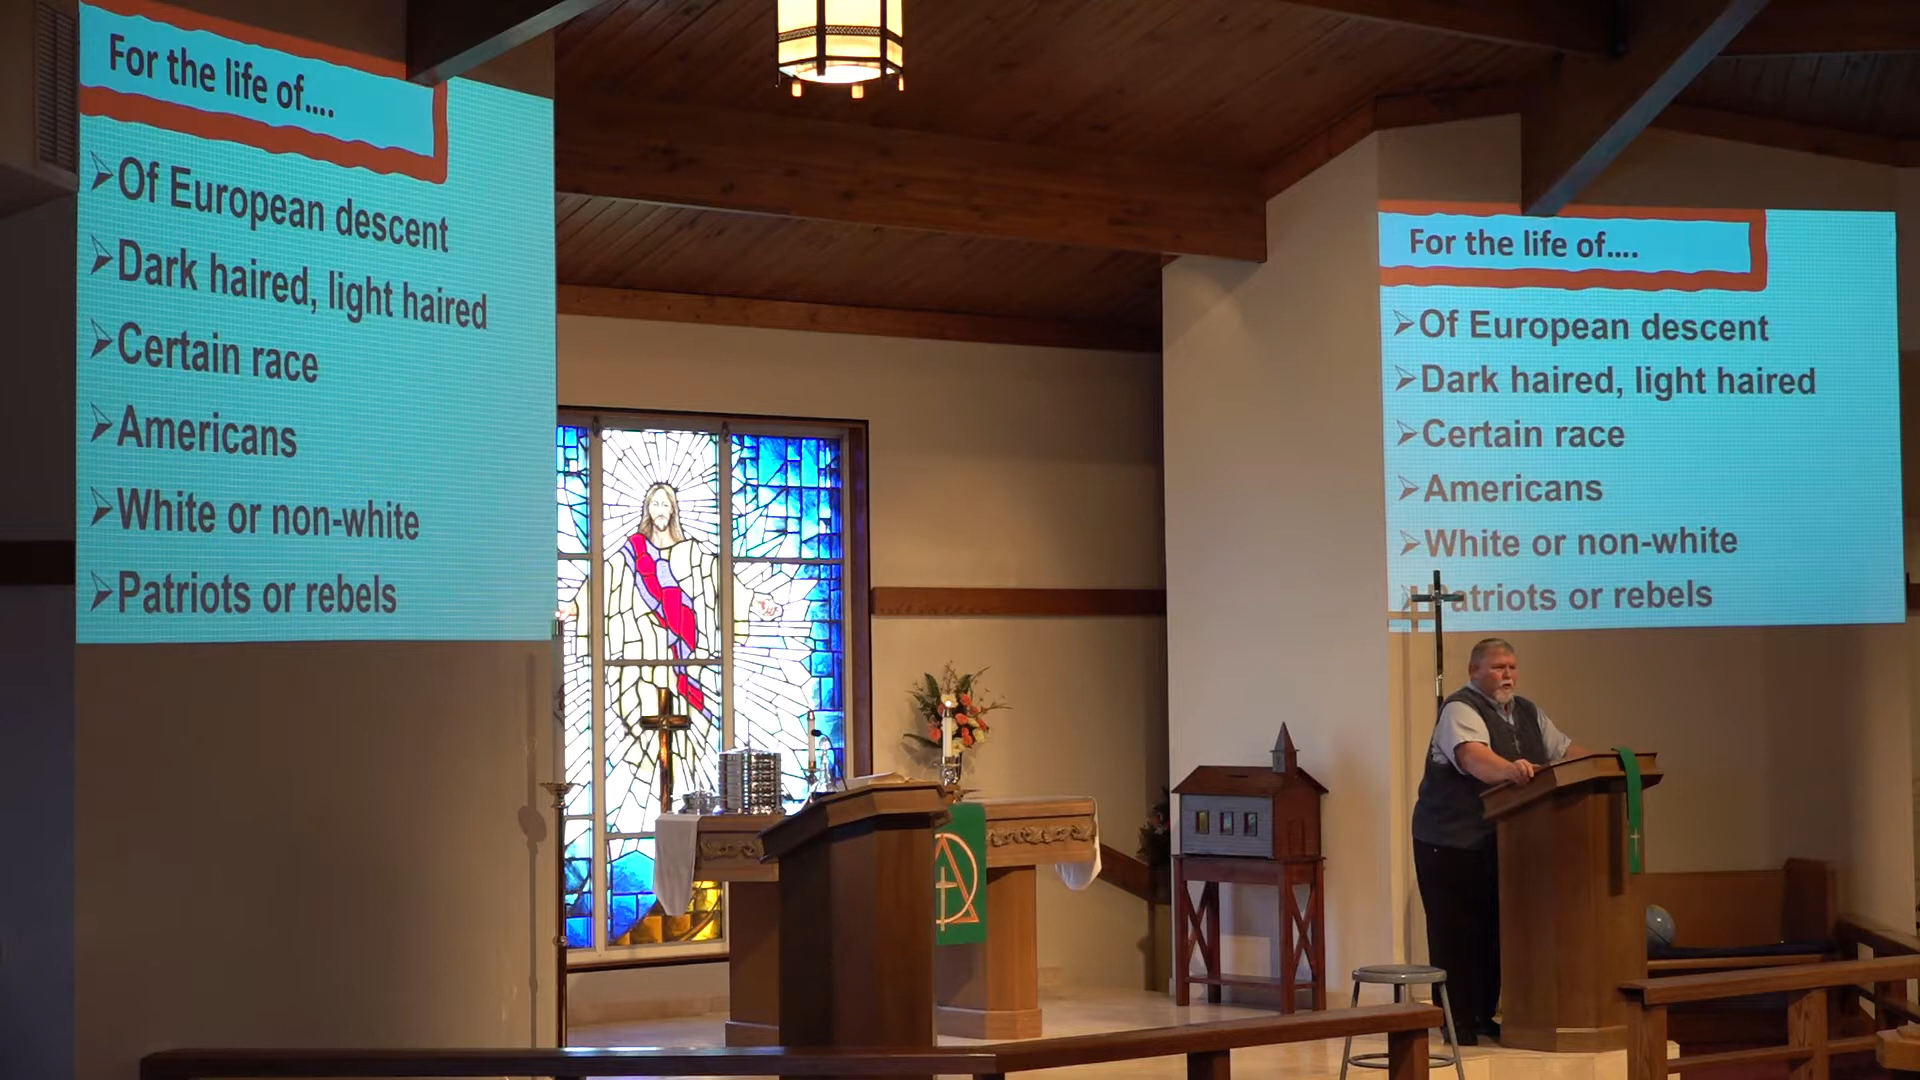 For the life of....
➢Of European descent
➢Dark haired, light haired
➢Certain race
➢Americans
➢White or non-white
➢Patriots or rebels
For the life of....
➢Of European descent
➢Dark haired, light haired
➢Certain race
➢Americans
➢White or non-white
➢Patriots or rebels